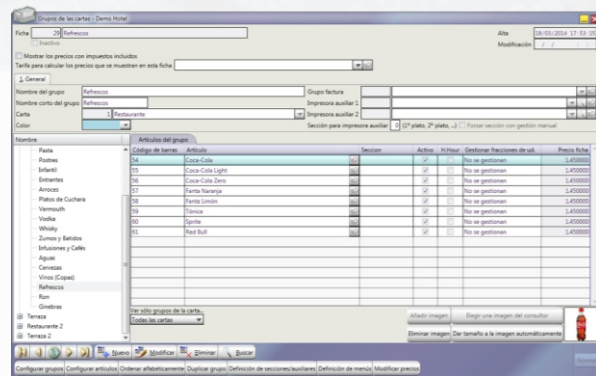 Grupos de las cartas - Demo Hotel
Ficha 29 Refrescos Alta 18/03/2014 17:53:15
Inactivo Modificación / /
Mostrar los precios con impuestos incluidos
Tarifa para calcular los precios que se muestran en esta ficha
1. General
Nombre del grupo Refrescos Grupo factura
Nombre corto del grupo Refrescos Impresora auxiliar 1
Carta 1 Restaurante Impresora auxiliar 2
Color Sección para impresora auxiliar 0 (1º plato, 2º plato, ...) Forzar sección con gestión manual
Nombre Artículos del grupo
Código de barras Artículo Seccion Activo H.Hour Gestionar fracciones de ud. Precio ficha
54 Coca-Cola No se gestionan 1,450000
55 Coca-Cola Light No se gestionan 1,450000
56 Coca-Cola Zero No se gestionan 1,450000
57 Fanta Naranja No se gestionan 1,450000
58 Fanta Limón No se gestionan 1,450000
59 Tónica No se gestionan 1,450000
60 Sprite No se gestionan 1,450000
61 Red Bull No se gestionan 1,450000
Pasta
Postres
Infantil
Entrantes
Arroces
Platos de Cuchara
Vermouth
Vodka
Whisky
Zumos y Batidos
Infusiones y Cafés
Aguas
Cervezas
Vinos (Copas)
Refrescos
Ron
Ginebras
Terraza
Restaurante 2
Terraza 2
Ver sólo grupos de la carta...
Todas las cartas
Añadir imagen Elegir una imagen del consultor
Eliminar imagen Dar tamaño a la imagen automáticamente
Nuevo Modificar Eliminar Buscar
Configurar grupos Configurar artículos Ordenar alfabéticamente Duplicar grupo Definición de secciones/auxiliares Definición de menús Modificar precios